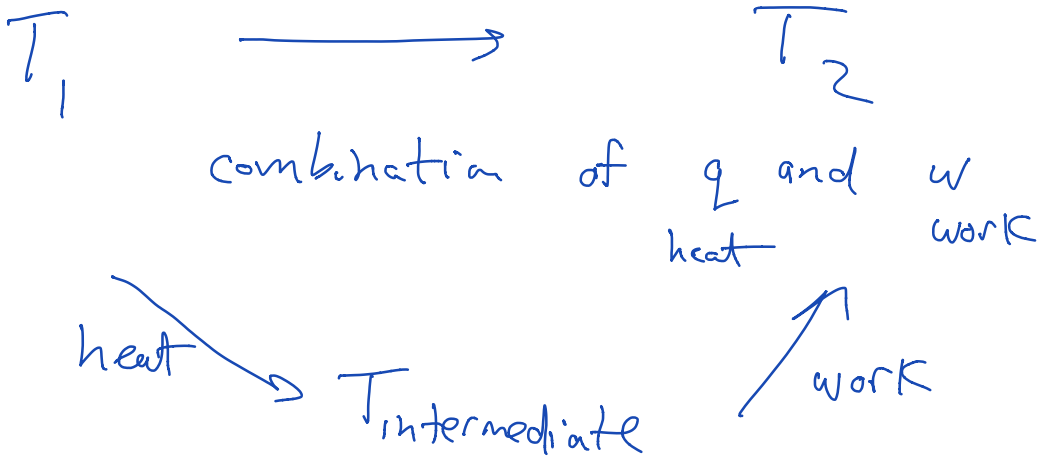 T1 → T2
combination of q and w
heat work
heat
work
Tintermediate